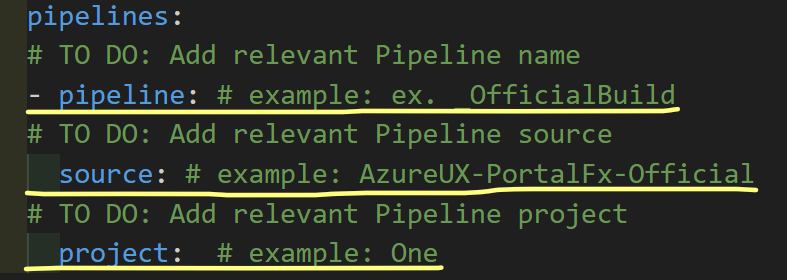 pipelines:
# TO DO: Add relevant Pipeline name
- pipeline: # example: ex. _OfficialBuild
# TO DO: Add relevant Pipeline source
source: # example: AzureUX-PortalFx-Official
# TO DO: Add relevant Pipeline project
project:  # example: One